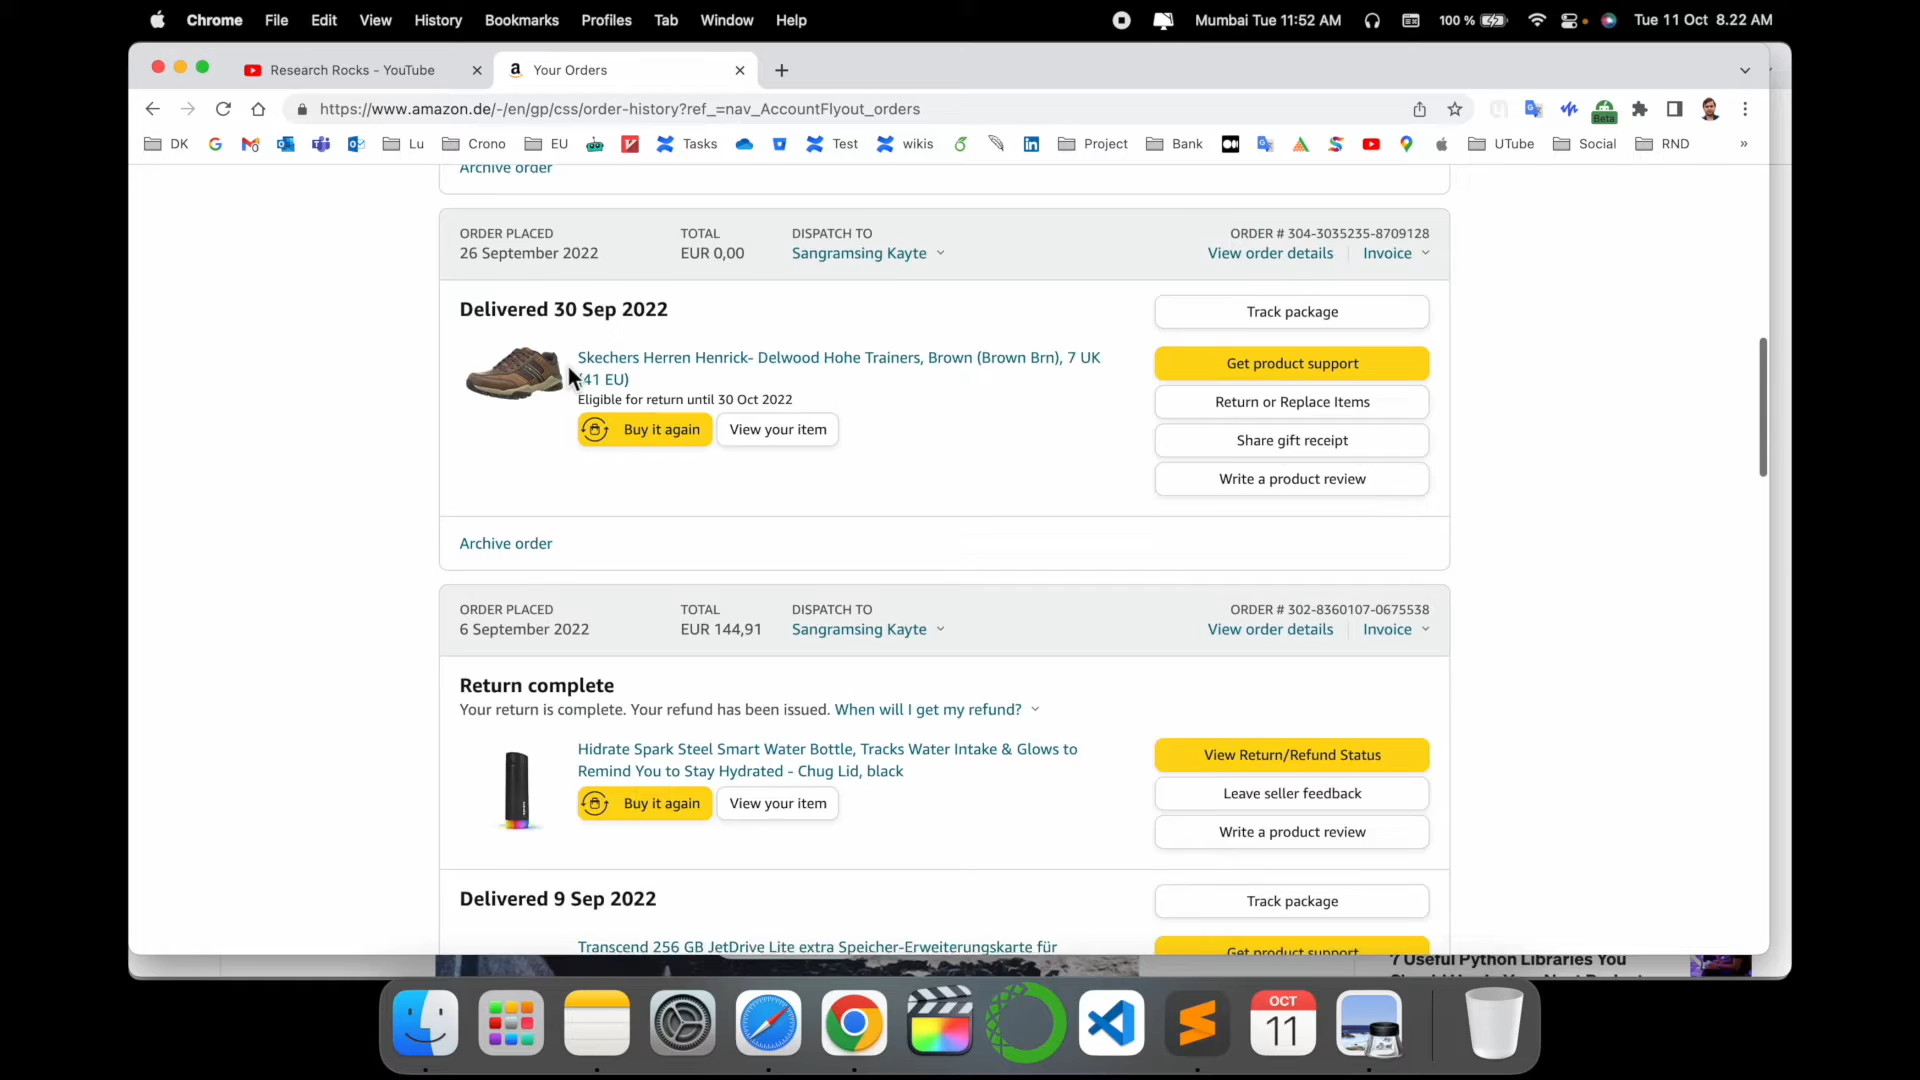 Chrome File Edit View History Bookmarks Profiles Tab Window Help Mumbai Tue 11:52 AM 100 % Tue 11 Oct 8.22 AM
Research Rocks - YouTube
Your Orders
https://www.amazon.de/-/en/gp/css/order-history?ref_=nav_AccountFlyout_orders
Beta
DK Lu Crono EU Tasks Test wikis Project Bank UTube Social RND »
Archive order
ORDER PLACED TOTAL DISPATCH TO ORDER # 304-3035235-8709128
26 September 2022 EUR 0,00 Sangramsing Kayte View order details Invoice
Delivered 30 Sep 2022
Track package
Skechers Herren Henrick- Delwood Hohe Trainers, Brown (Brown Brn), 7 UK
41 EU)
Eligible for return until 30 Oct 2022
Buy it again View your item
Get product support
Return or Replace Items
Share gift receipt
Write a product review
Archive order
ORDER PLACED TOTAL DISPATCH TO ORDER # 302-8360107-0675538
6 September 2022 EUR 144,91 Sangramsing Kayte View order details Invoice
Return complete
Your return is complete. Your refund has been issued. When will I get my refund?
Hidrate Spark Steel Smart Water Bottle, Tracks Water Intake & Glows to
Remind You to Stay Hydrated - Chug Lid, black
Buy it again View your item
View Return/Refund Status
Leave seller feedback
Write a product review
Delivered 9 Sep 2022
Track package
Transcend 256 GB JetDrive Lite extra Speicher-Erweiterungskarte für
Get product support
7 Useful Python Libraries You
OCT
11